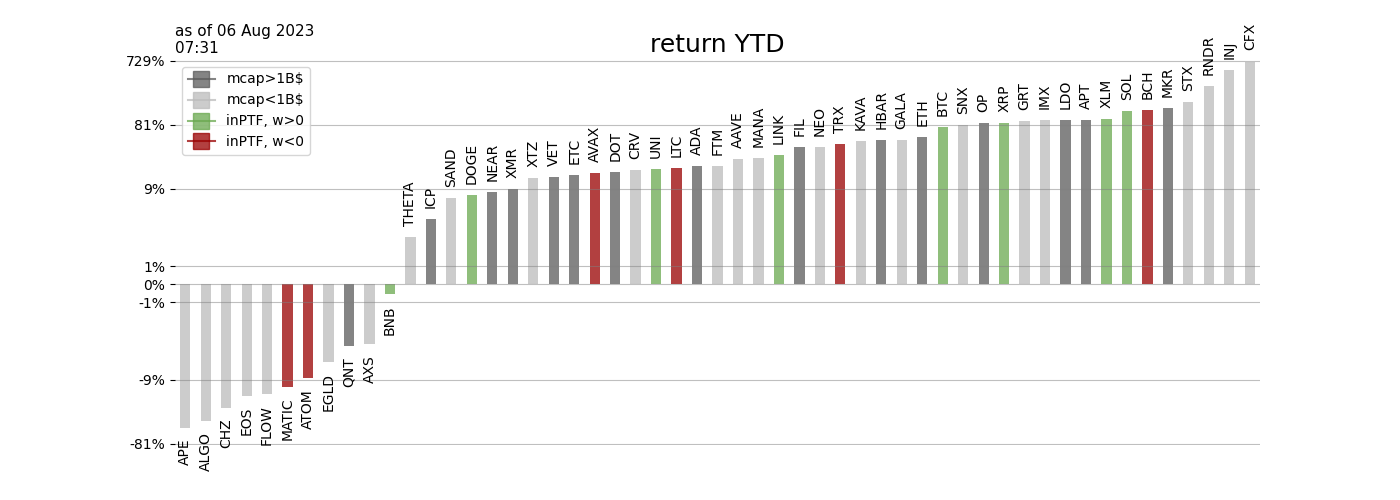 as of 06 Aug 2023
07:31
return YTD
mcap>1B$
mcap<1B$
inPTF, w>0
inPTF, w<0
729%
81%
9%
1%
0%
-1%
-9%
-81%
APE
ALGO
CHZ
EOS
FLOW
MATIC
ATOM
EGLD
QNT
AXS
BNB
THETA
ICP
SAND
DOGE
NEAR
XMR
XTZ
VET
ETC
AVAX
DOT
CRV
UNI
LTC
ADA
FTM
AAVE
MANA
LINK
FIL
NEO
TRX
KAVA
HBAR
GALA
ETH
BTC
SNX
OP
XRP
GRT
IMX
LDO
APT
XLM
SOL
BCH
MKR
STX
RNDR
INJ
CFX